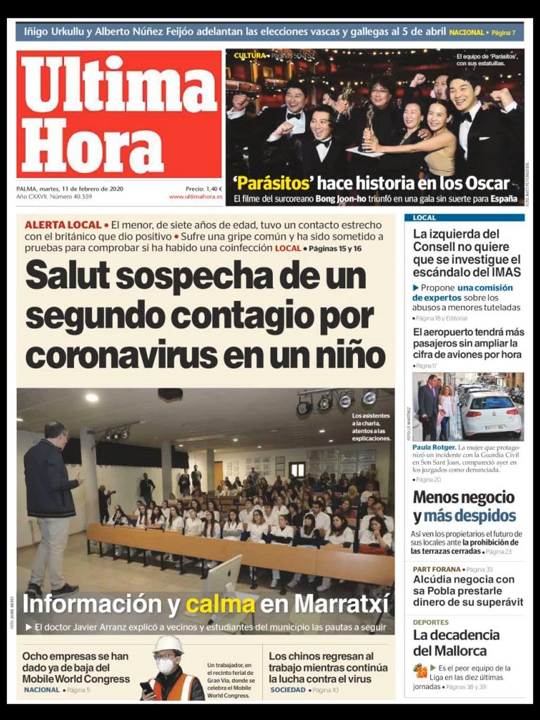 Iñigo Urkullu y Alberto Núñez Feijóo adelantan las elecciones vascas y gallegas al 5 de abril NACIONAL • Página 7
Ultima
Hora
PALMA, martes, 11 de febrero de 2020
Precio: 1,40 €
Año CXXVII. Número 40.559
www.ultimahora.es
CULTURA •
El equipo de 'Parásitos',
con sus estatuillas.
'Parásitos' hace historia en los Oscar
El filme del surcoreano Bong Joon-ho triunfó en una gala sin suerte para España
ALERTA LOCAL • El menor, de siete años de edad, tuvo un contacto estrecho
con el británico que dio positivo • Sufre una gripe común y ha sido sometido a
pruebas para comprobar si ha habido una coinfección LOCAL • Páginas 15 y 16
Salut sospecha de un
segundo contagio por
coronavirus en un niño
Los asistentes
a la charla,
atentos a las
explicaciones.
Información y calma en Marratxí
▶ El doctor Javier Arranz explicó a vecinos y estudiantes del municipio las pautas a seguir
Ocho empresas se han
dado ya de baja del
Mobile World Congress
NACIONAL • Página 5
Un trabajador, en
el recinto ferial de
Gran Via, donde se
celebra el Mobile
World Congress.
Los chinos regresan al
trabajo mientras continúa
la lucha contra el virus
SOCIEDAD • Página 10
LOCAL
La izquierda del
Consell no quiere
que se investigue el
escándalo del IMAS
▶ Propone una comisión
de expertos sobre los
abusos a menores tuteladas
• Página 18 y Editorial
El aeropuerto tendrá más
pasajeros sin ampliar la
cifra de aviones por hora
• Página 17
Paula Rotger. La mujer que protago-
nizó un incidente con la Guardia Civil
en Son Sant Joan, compareció ayer en
los juzgados como denunciada.
• Página 20
Menos negocio
y más despidos
Así ven los propietarios el futuro de
sus locales ante la prohibición de
las terrazas cerradas • Página 23
PART FORANA • Página 33
Alcúdia negocia con
sa Pobla prestarle
dinero de su superávit
DEPORTES
La decadencia
del Mallorca
▶ Es el peor equipo de la
Liga en las diez últimas
jornadas • Páginas 38 y 39